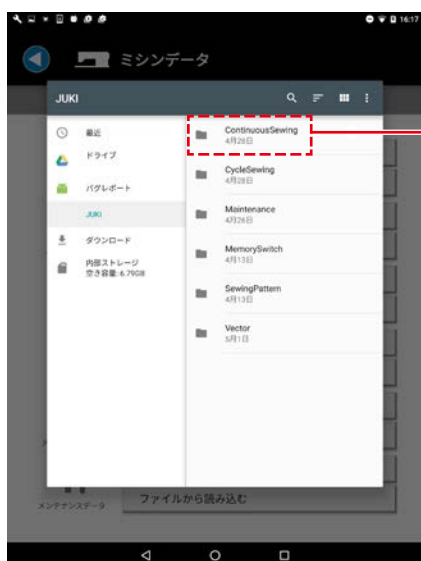 16:17
ミシンデータ
JUKI
最近
ドライブ
バグレポート
JUKI
ダウンロード
内部ストレージ
空き容量: 6.79GB
ContinuousSewing
4月26日
CycleSewing
4月26日
Maintenance
4月26日
MemorySwitch
4月13日
SewingPattern
4月13日
Vector
5月1日
ファイルから読み込む
メンテナンスデータ